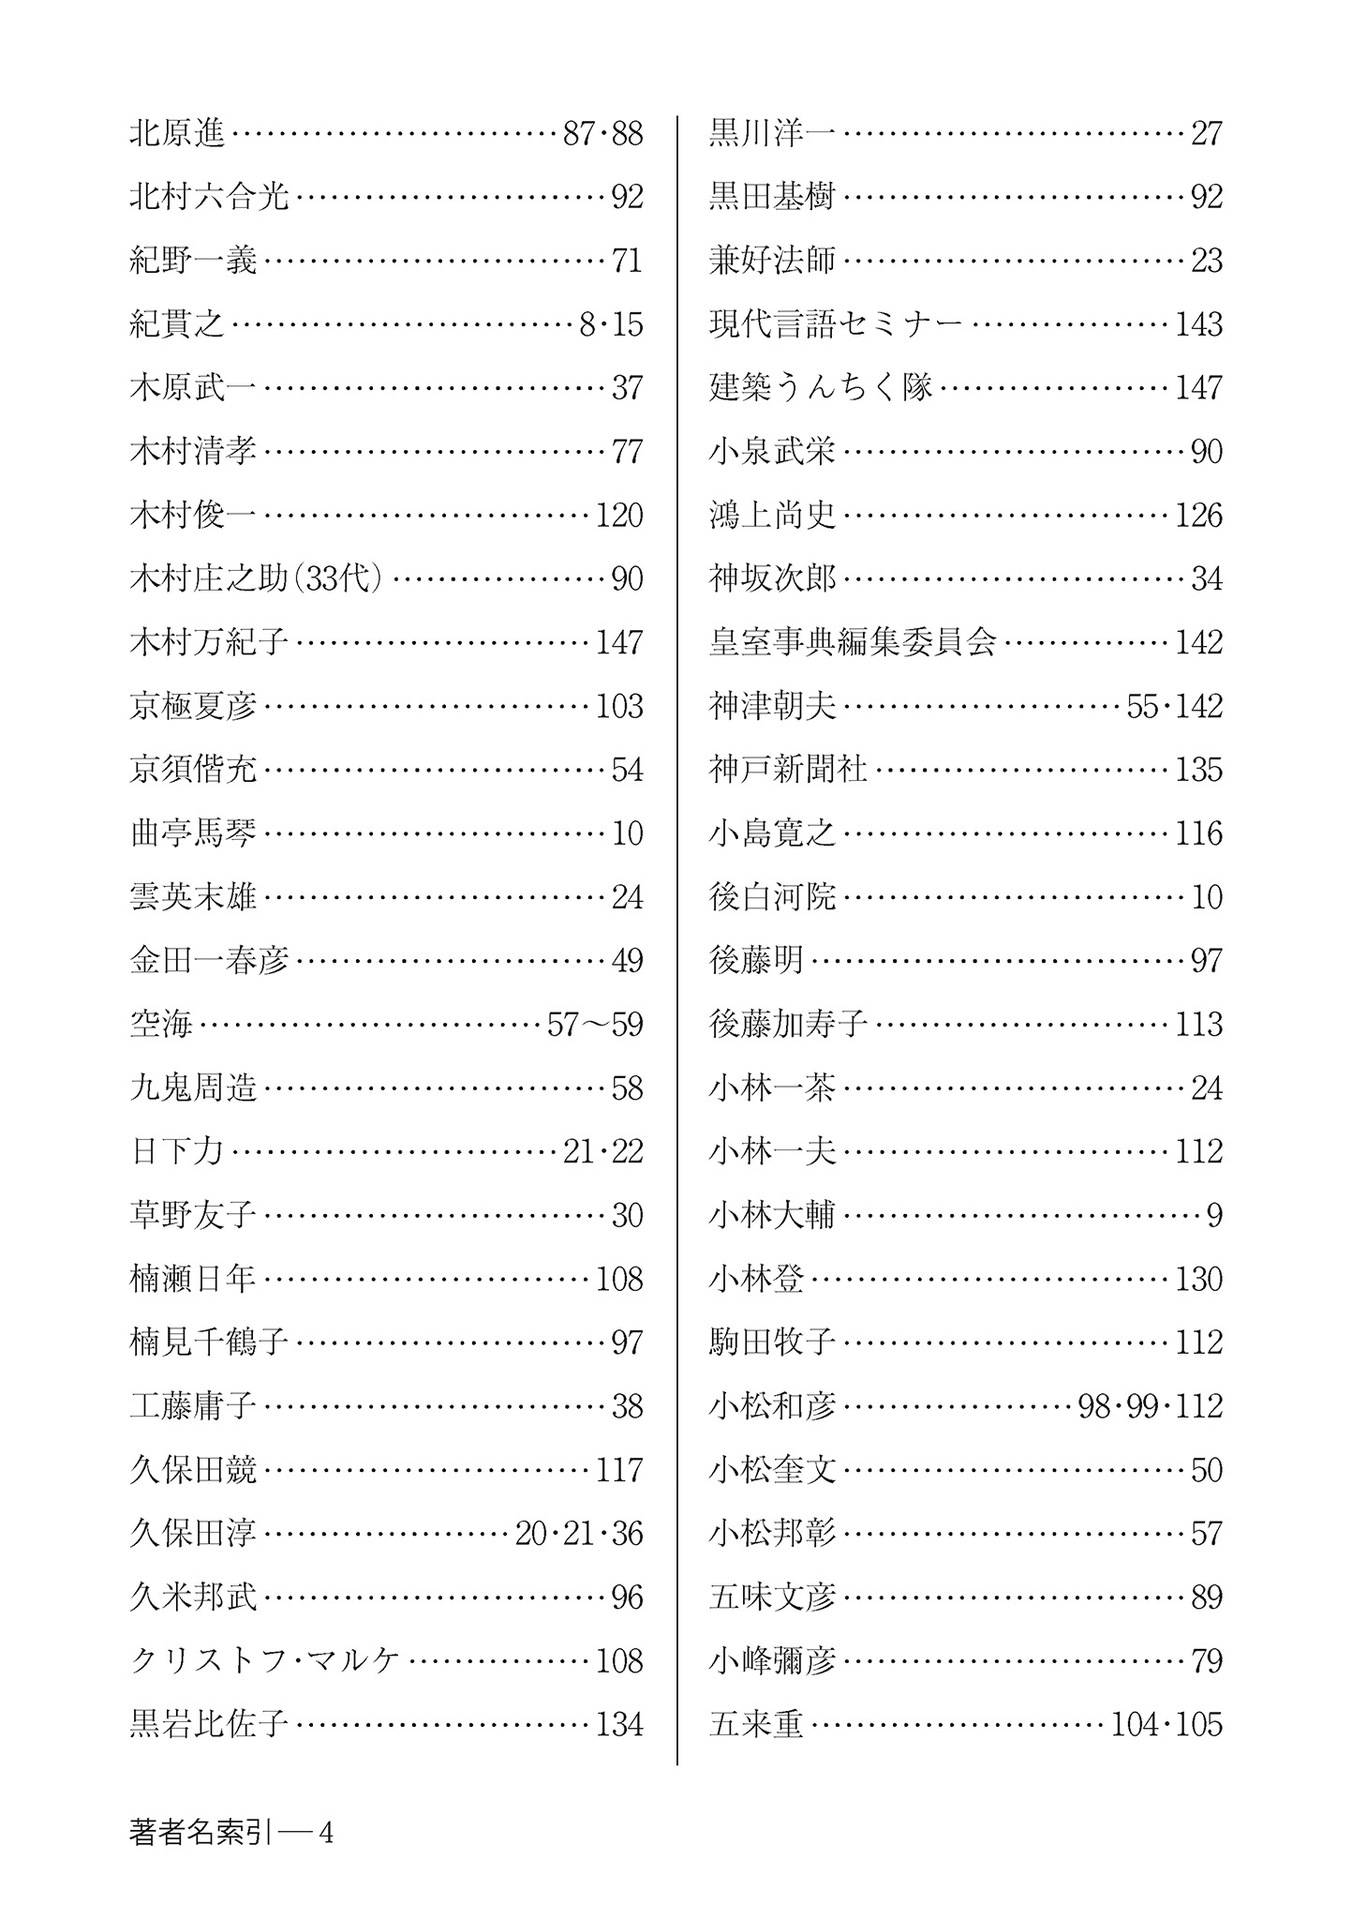 北原進…………………………87・88
北村六合光…………………………92
紀野一義……………………………71
紀貫之……………………………8・15
木原武一……………………………37
木村清孝……………………………77
木村俊一…………………………120
木村庄之助(33代)…………………90
木村万紀子………………………147
京極夏彦…………………………103
京須偕充……………………………54
曲亭馬琴……………………………10
雲英末雄……………………………24
金田一春彦…………………………49
空海……………………………57〜59
九鬼周造……………………………58
日下力…………………………21・22
草野友子……………………………30
楠瀬日年…………………………108
楠見千鶴子…………………………97
工藤庸子……………………………38
久保田競…………………………117
久保田淳…………………20・21・36
久米邦武……………………………96
クリストフ・マルケ………………108
黒岩比佐子………………………134
黒川洋一……………………………27
黒田基樹……………………………92
兼好法師……………………………23
現代言語セミナー………………143
建築うんちく隊…………………147
小泉武栄……………………………90
鴻上尚史…………………………126
神坂次郎……………………………34
皇室事典編集委員会……………142
神津朝夫……………………55・142
神戸新聞社………………………135
小島寛之…………………………116
後白河院……………………………10
後藤明………………………………97
後藤加寿子………………………113
小林一茶……………………………24
小林一夫…………………………112
小林大輔……………………………9
小林登……………………………130
駒田牧子…………………………112
小松和彦…………………98・99・112
小松奎文……………………………50
小松邦彰……………………………57
五味文彦……………………………89
小峰彌彦……………………………79
五来重………………………104・105
著者名索引―4